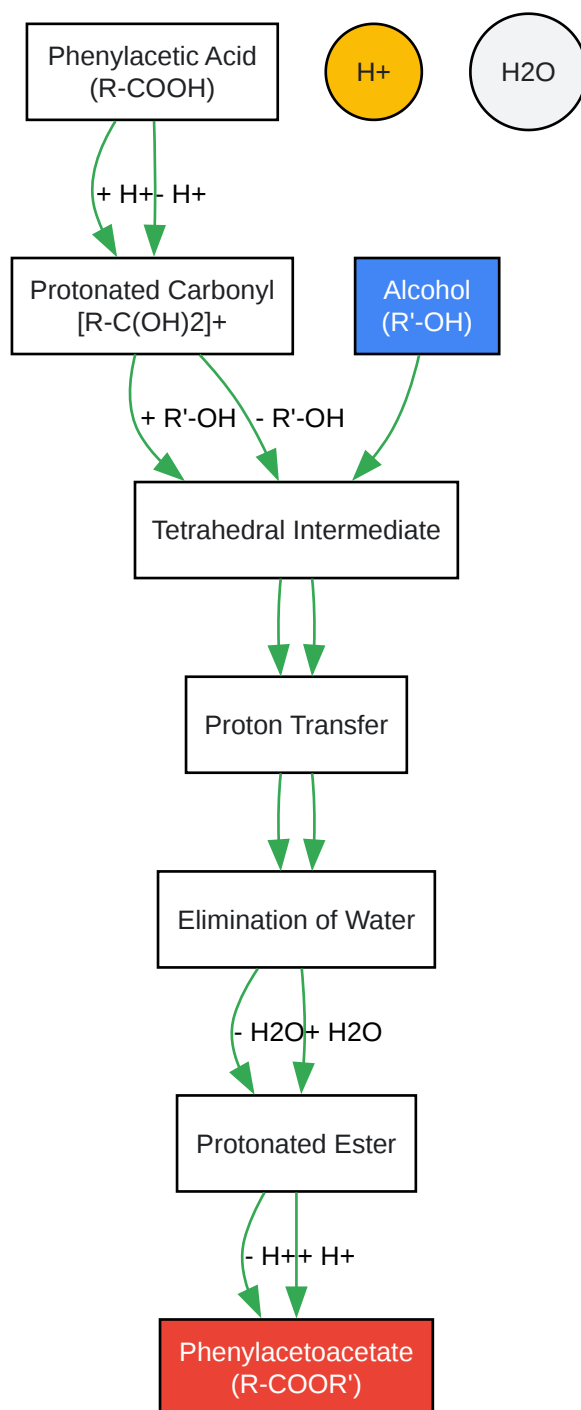 Phenylacetic Acid
(R-COOH)
H+
H2O
+ H+
- H+
Protonated Carbonyl
[R-C(OH)2]+
Alcohol
(R'-OH)
+ R'-OH
- R'-OH
Tetrahedral Intermediate
Proton Transfer
Elimination of Water
- H2O
+ H2O
Protonated Ester
- H+
+ H+
Phenylacetoacetate
(R-COOR')